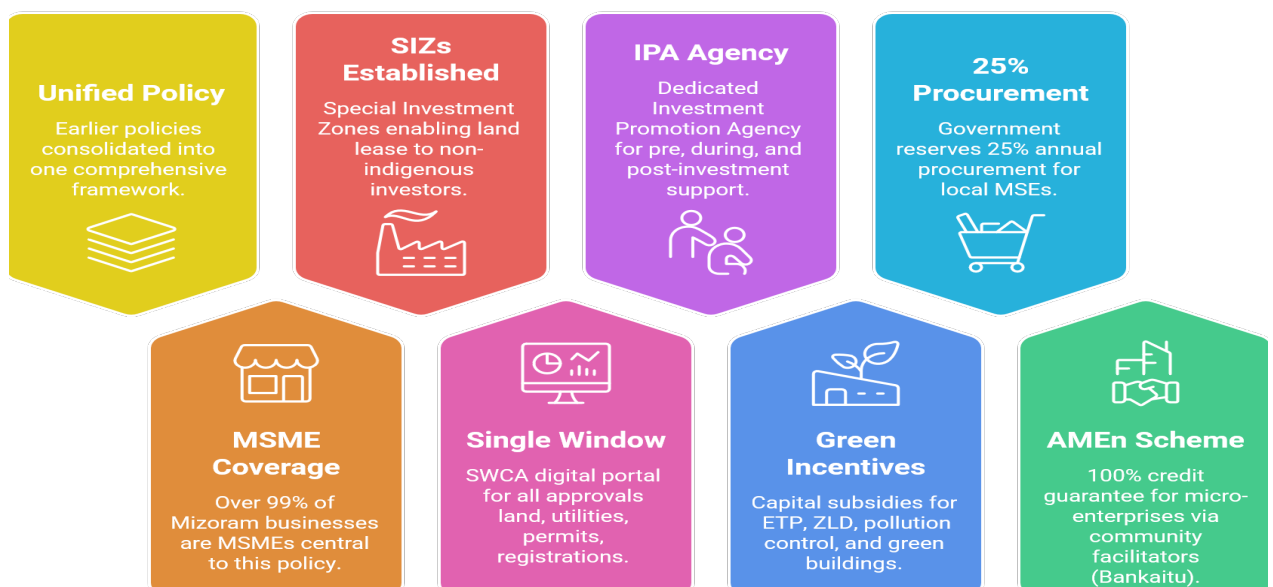 Unified Policy
Earlier policies
consolidated into
one comprehensive
framework.
SIZs
Established
Special Investment
Zones enabling land
lease to non-
indigenous
investors.
IPA Agency
Dedicated
Investment
Promotion Agency
for pre, during, and
post-investment
support.
25%
Procurement
Government
reserves 25% annual
procurement for
local MSEs.
MSME
Coverage
Over 99% of
Mizoram businesses
are MSMEs central
to this policy.
Single Window
SWCA digital portal
for all approvals
land, utilities,
permits,
registrations.
Green
Incentives
Capital subsidies for
ETP, ZLD, pollution
control, and green
buildings.
AMEn Scheme
100% credit
guarantee for micro-
enterprises via
community
facilitators
(Bankaitu).